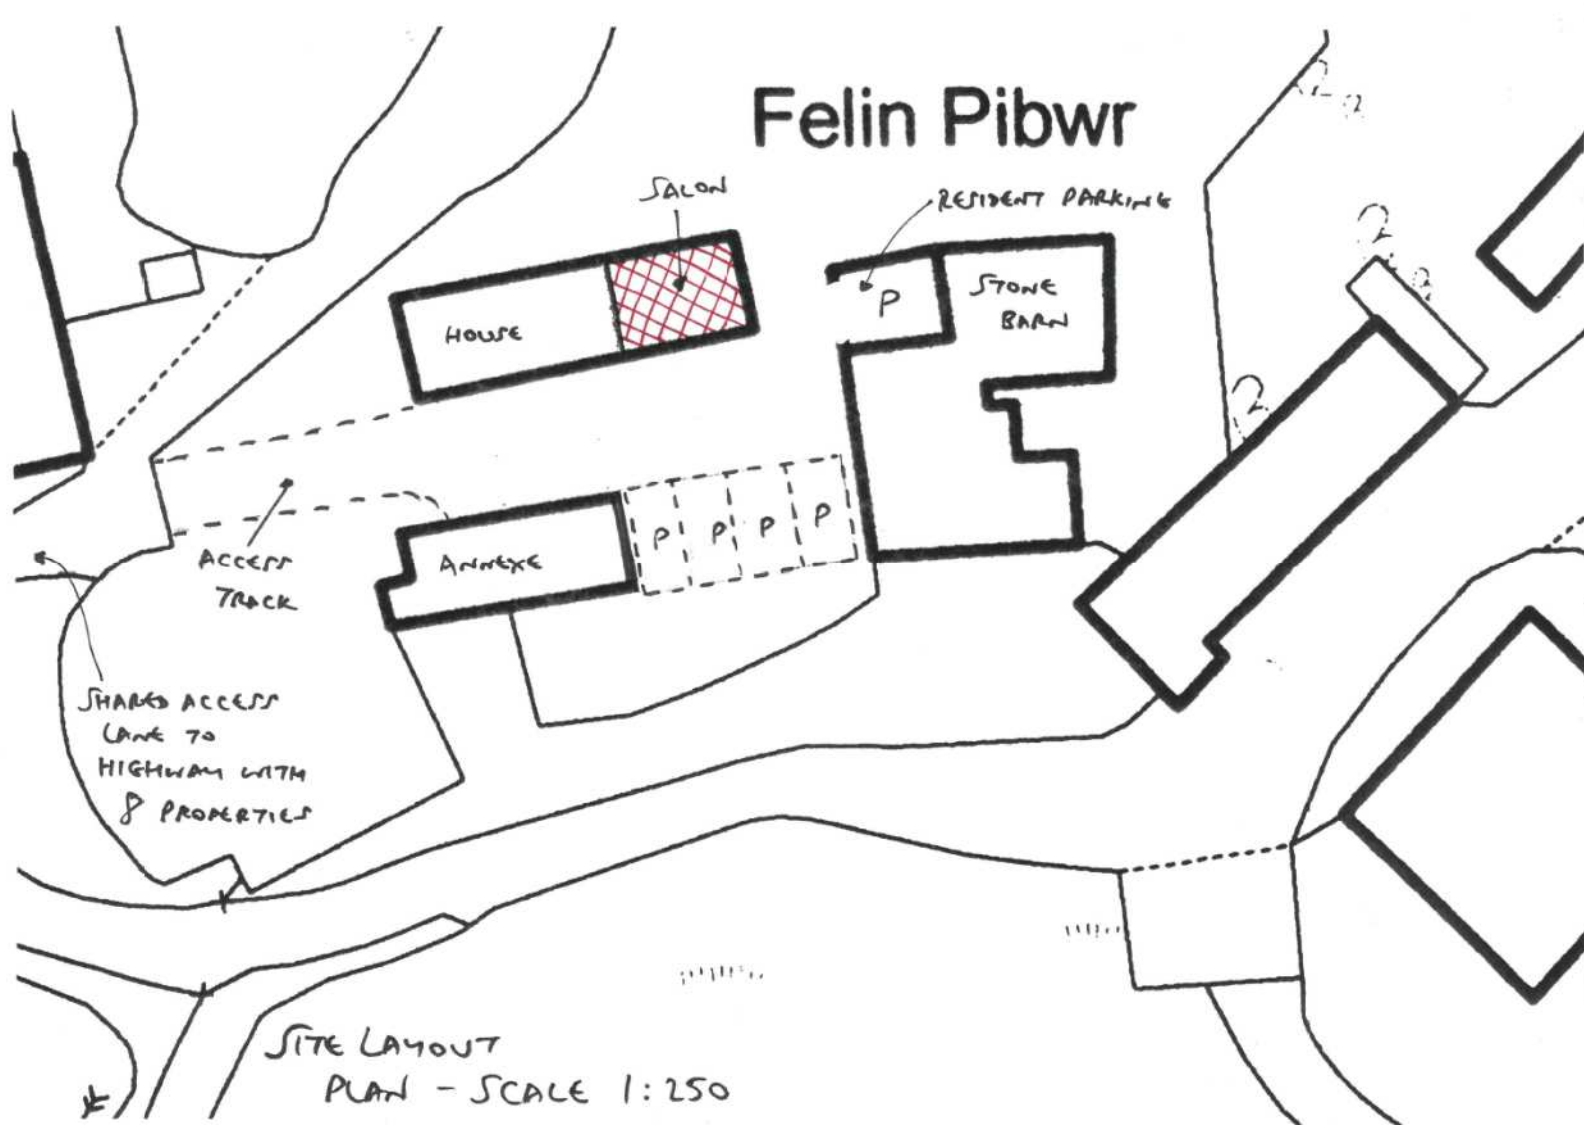 Felin Pibwr
SALON
RESIDENT PARKING
P
STONE
BARN
HOUSE
P P P P
ANNEXE
ACCESS
TRACK
SHARED ACCESS
LANE TO
HIGHWAY WITH
8 PROPERTIES
SITE LAYOUT
PLAN - SCALE 1:250